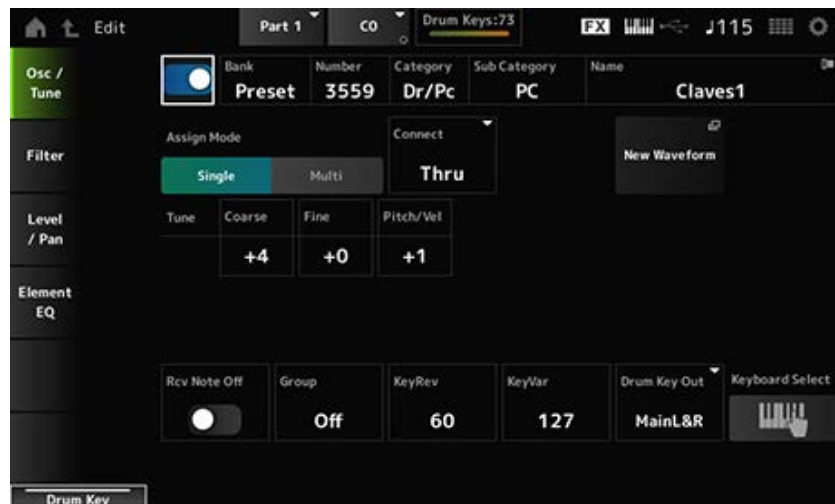 Edit
Part 1
C0
Drum Keys:73
FX
♩115
Osc /
Tune
Bank
Number
Category
Sub Category
Name
Preset
3559
Dr/Pc
PC
Claves1
Filter
Assign Mode
Connect
New Waveform
Single
Multi
Thru
Level
/ Pan
Tune
Coarse
Fine
Pitch/Vel
+4
+0
+1
Element
EQ
Rcv Note Off
Group
KeyRev
KeyVar
Drum Key Out
Keyboard Select
Off
60
127
MainL&R
Drum Key